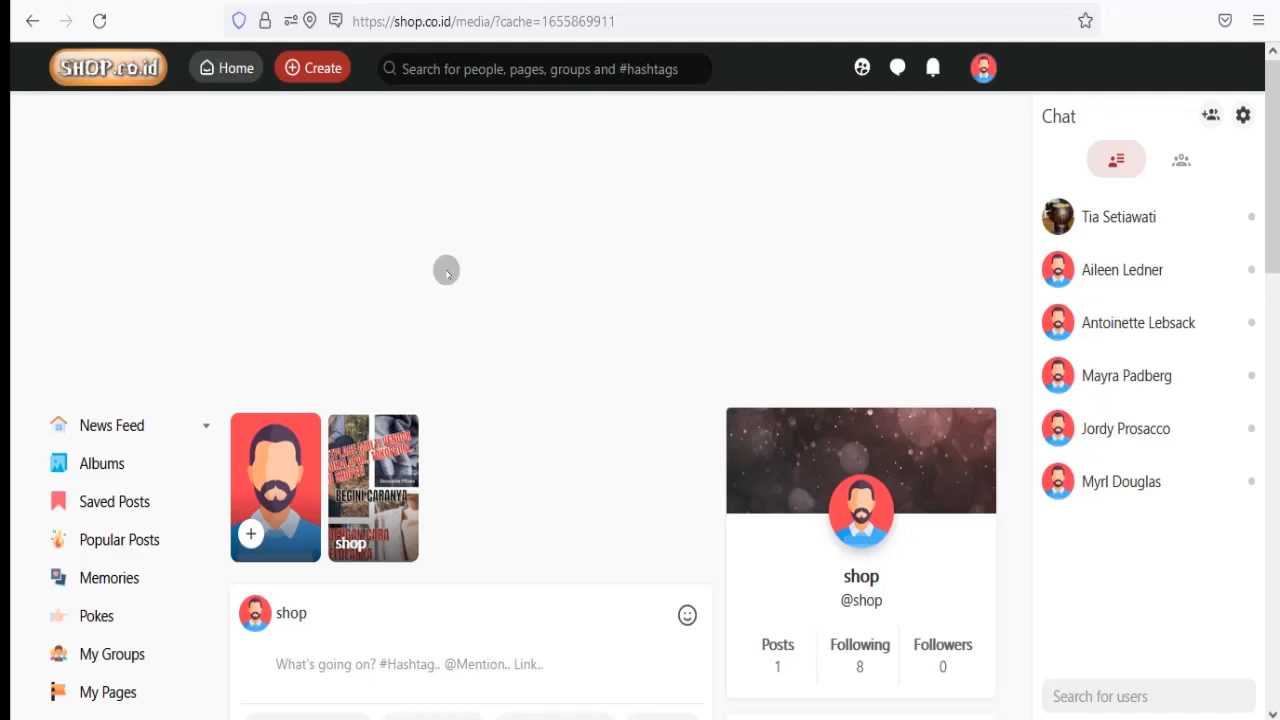 https://shop.co.id/media/?cache=1655869911
SHOP.co.id
Home
Create
Search for people, pages, groups and #hashtags
Chat
Tia Setiawati
Aileen Ledner
Antoinette Lebsack
Mayra Padberg
Jordy Prosacco
Myrl Douglas
Search for users
News Feed
Albums
Saved Posts
Popular Posts
Memories
Pokes
My Groups
My Pages
BEGINI CARANYA
shop
shop
What's going on? #Hashtag.. @Mention.. Link..
shop
@shop
Posts
Following
Followers
1
8
0